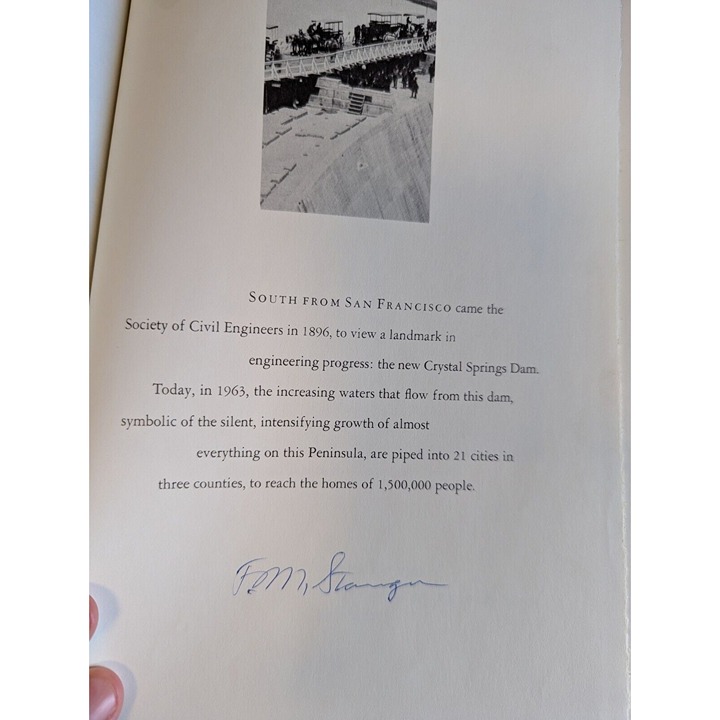 SOUTH FROM SAN FRANCISCO came the
Society of Civil Engineers in 1896, to view a landmark in
engineering progress: the new Crystal Springs Dam.
Today, in 1963, the increasing waters that flow from this dam,
symbolic of the silent, intensifying growth of almost
everything on this Peninsula, are piped into 21 cities in
three counties, to reach the homes of 1,500,000 people.
F. M. Stanger